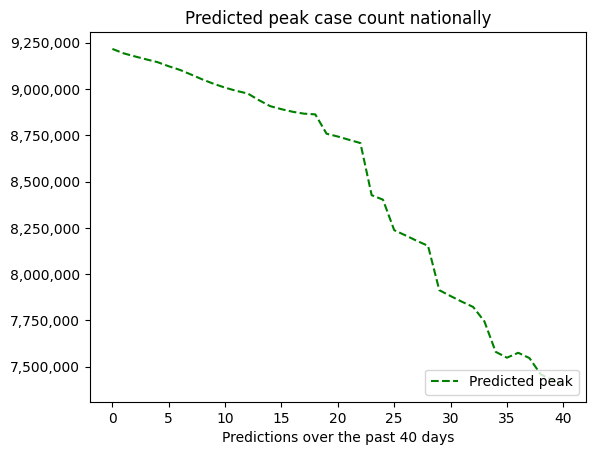 Predicted peak case count nationally
9,250,000
9,000,000
8,750,000
8,500,000
8,250,000
8,000,000
7,750,000
7,500,000
Predicted peak
0 5 10 15 20 25 30 35 40
Predictions over the past 40 days